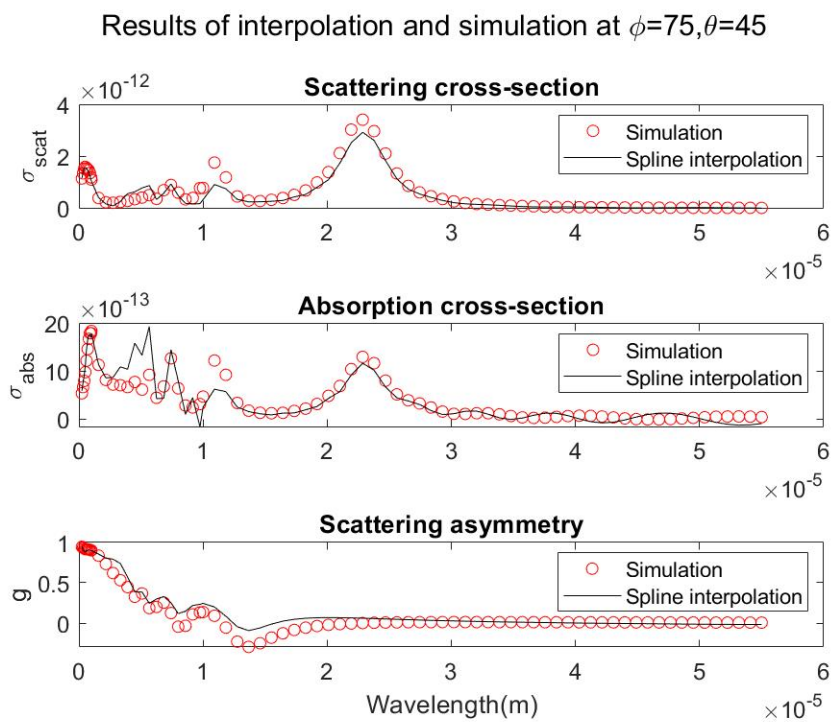 Results of interpolation and simulation at ϕ=75,θ=45
×10⁻¹²
Scattering cross-section
4
2
0
σscat
Simulation
Spline interpolation
0 1 2 3 4 5 6
×10⁻⁵
×10⁻¹³
Absorption cross-section
20
10
0
σabs
Simulation
Spline interpolation
0 1 2 3 4 5 6
×10⁻⁵
Scattering asymmetry
1
0.5
0
g
Simulation
Spline interpolation
0 1 2 3 4 5 6
Wavelength(m)
×10⁻⁵